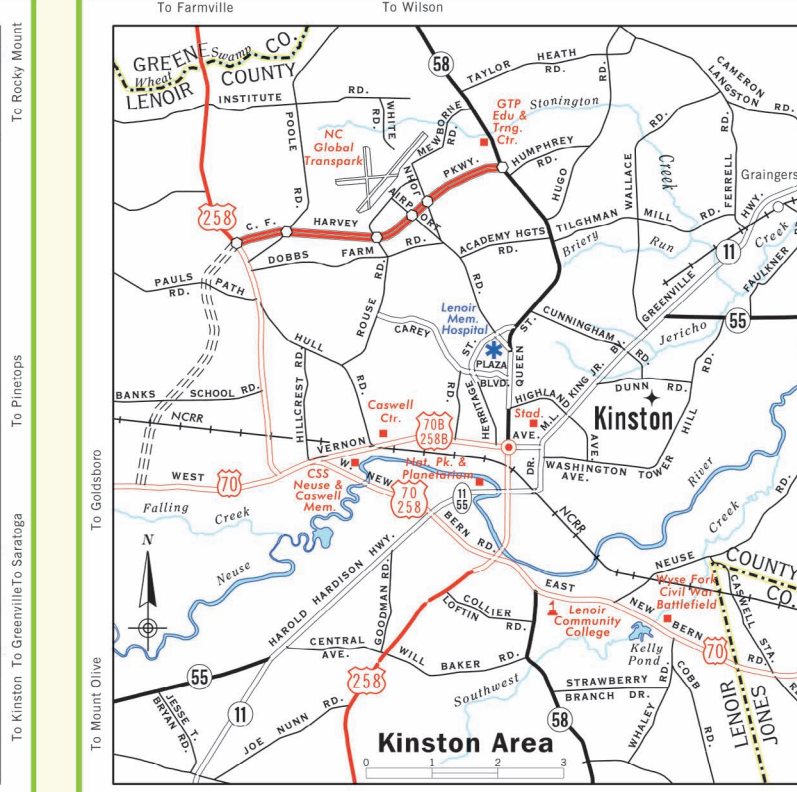 To Farmville
To Wilson
To Rocky Mount
To Pinetops
To Saratoga
To Greenville
To Kinston
To Goldsboro
To Mount Olive
GREENE CO.
Wheat Swamp
LENOIR COUNTY
INSTITUTE RD.
POOLE RD.
WHITE RD.
58
TAYLOR HEATH RD.
CAMERON LANGSTON RD.
GTP
Edu &
Trng.
Ctr.
Stonington
Creek
NC
Global
Transpark
JOHN MEWBORNE RD.
HUMPHREY RD.
HUGO RD.
WALLACE RD.
FERRELL RD.
Graingers
258
C. F. HARVEY PKWY.
AIRPORT RD.
DOBBS FARM RD.
ACADEMY HGTS RD.
TILGHMAN MILL RD.
Briery Run
GREENVILLE HWY.
11
Creek
FAULKNER
PAULS PATH RD.
ROUSE RD.
CAREY
Lenoir
Mem.
Hospital
CUNNINGHAM RD.
55
Jericho
HULL RD.
HILLCREST RD.
HERITAGE ST.
PLAZA
BLVD.
QUEEN ST.
HIGHLAND AVE.
M.L. KING JR. BY.
DUNN RD.
Kinston
BANKS SCHOOL RD.
NCRR
Caswell
Ctr.
70B
258B
Stad.
AVE.
DR.
WASHINGTON
AVE.
TOWER HILL RD.
VERNON
W. NEW BERN RD.
WEST
70
CSS
Neuse &
Caswell
Mem.
Nat. Pk. &
Planetarium
70
258
11
55
NCRR
River
Creek
RD.
Falling Creek
Neuse
N
HAROLD HARDISON HWY.
GOODMAN RD.
NEUSE
COUNTY
CO.
EAST NEW BERN RD.
70
Wyse Fork
Civil War
Battlefield
CASWELL STA. RD.
COLLIER
LOFTIN RD.
Lenoir
Community
College
Kelly
Pond
CENTRAL
AVE.
WILL BAKER RD.
258
55
11
JESSE T.
BRYAN RD.
JOE NUNN RD.
Southwest
STRAWBERRY
BRANCH DR.
58
WHALEY RD.
COBB RD.
LENOIR
JONES
Kinston Area
0 1 2 3